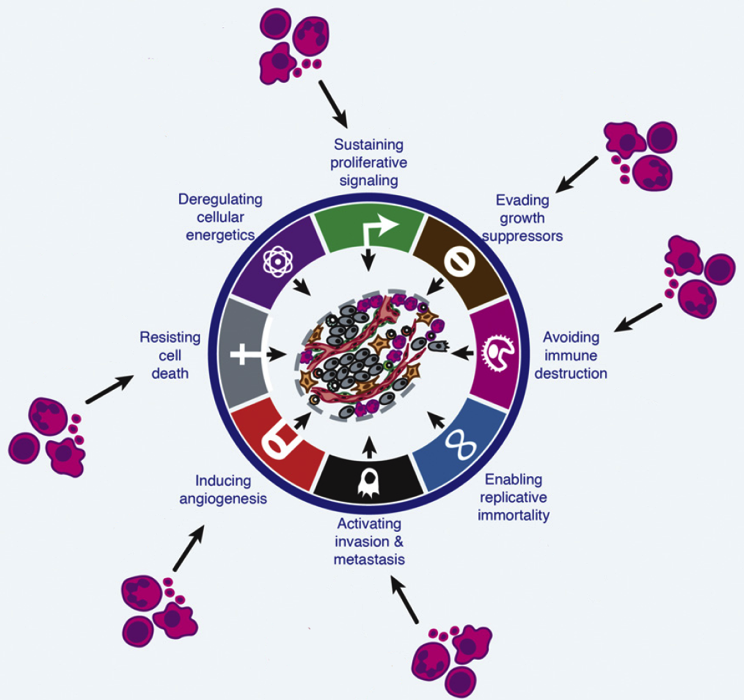 Sustaining
proliferative
signaling
Deregulating
cellular
energetics
Evading
growth
suppressors
Resisting
cell
death
Avoiding
immune
destruction
Inducing
angiogenesis
Enabling
replicative
immortality
Activating
invasion &
metastasis